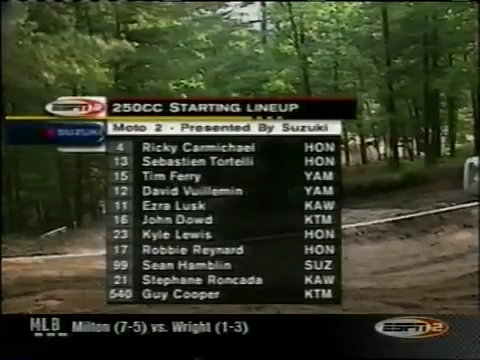 ESPN2
250CC STARTING LINEUP
SUZUKI
Moto 2 - Presented By Suzuki
4 Ricky Carmichael HON
13 Sebastien Tortelli HON
15 Tim Ferry YAM
12 David Vuillemin YAM
11 Ezra Lusk KAW
16 John Dowd KTM
23 Kyle Lewis HON
17 Robbie Reynard HON
99 Sean Hamblin SUZ
21 Stephane Roncada KAW
540 Guy Cooper KTM
MLB Milton (7-5) vs. Wright (1-3)
ESPN2